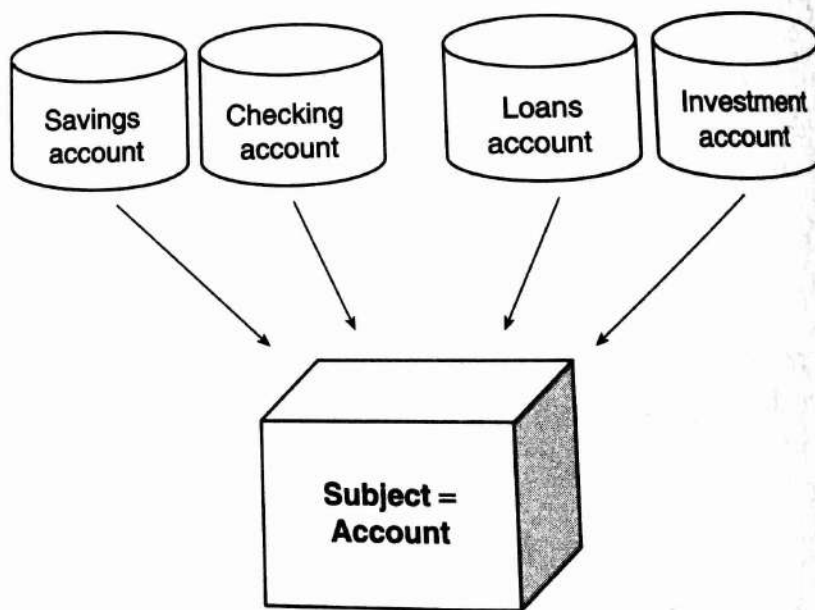 Savings
account
Checking
account
Loans
account
Investment
account
Subject =
Account